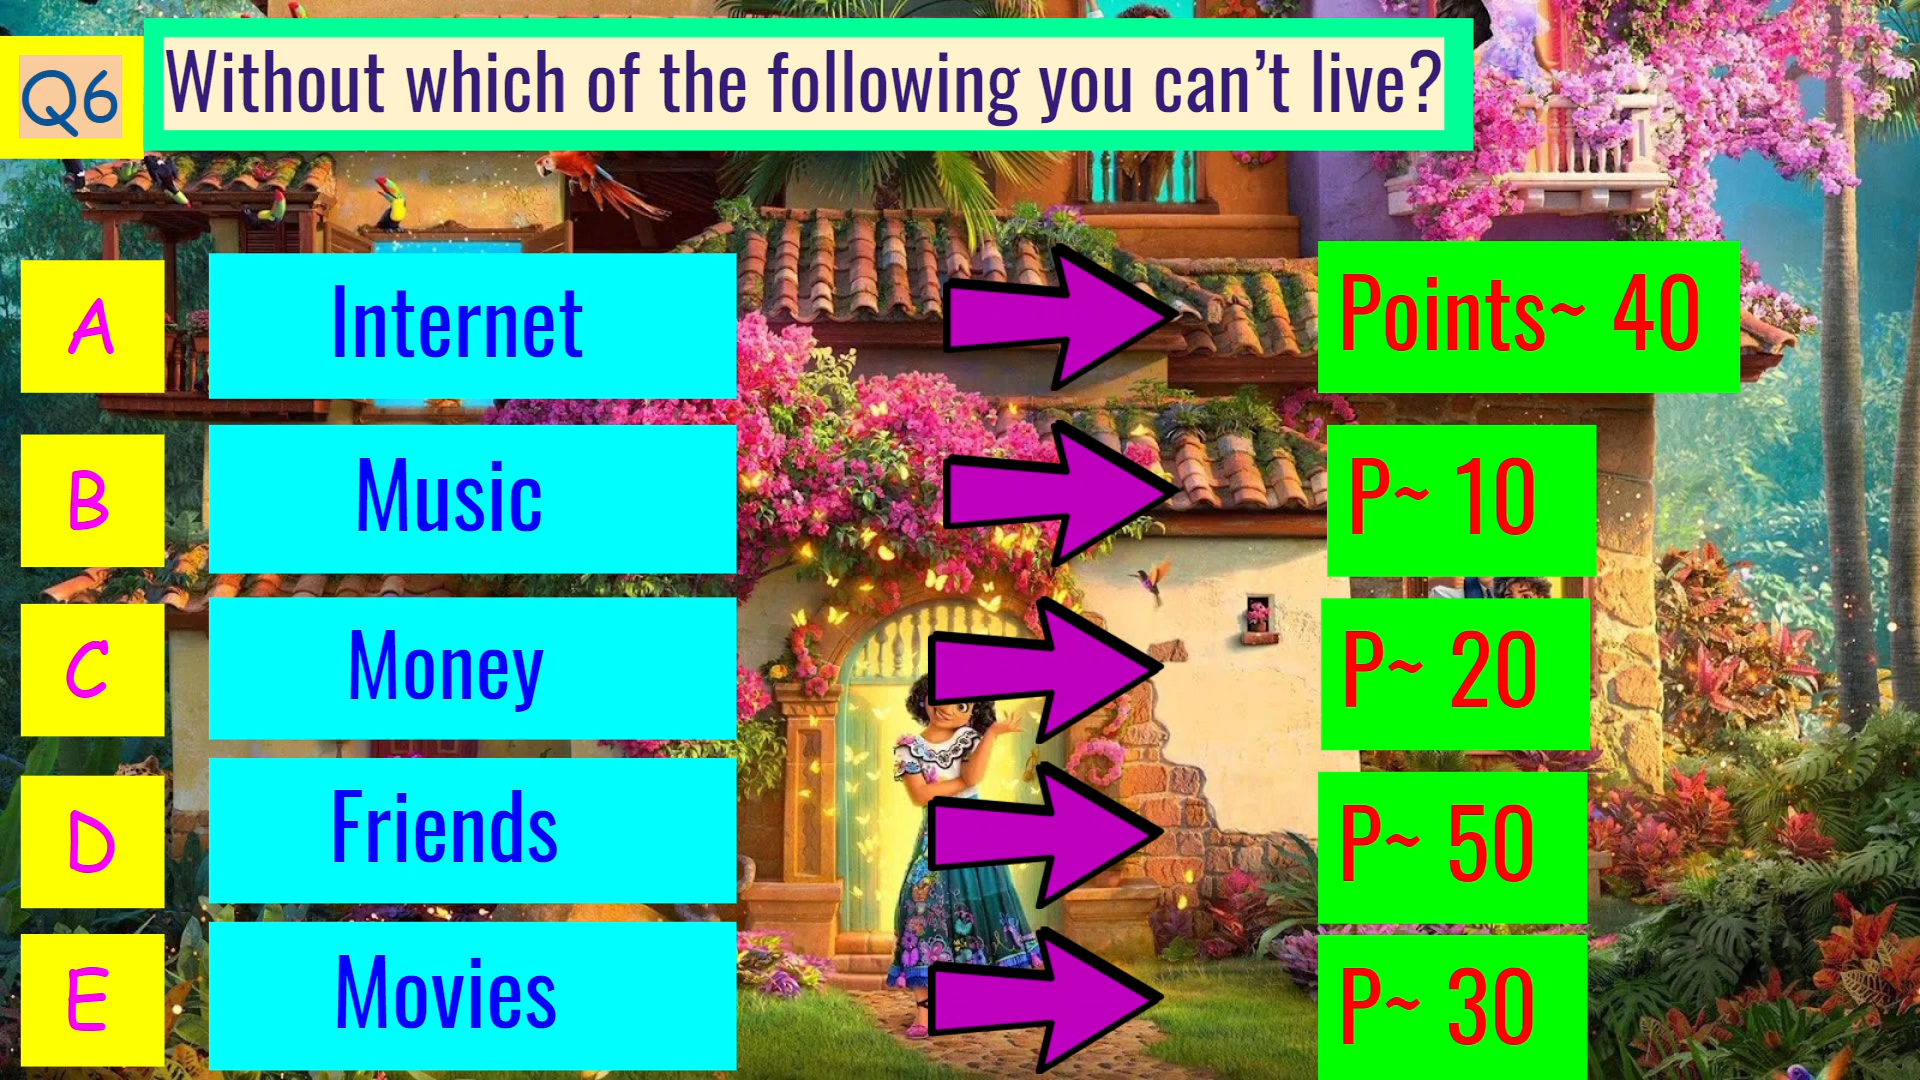 Q6
Without which of the following you can’t live?
A
Internet
Points~ 40
B
Music
P~ 10
C
Money
P~ 20
D
Friends
P~ 50
E
Movies
P~ 30